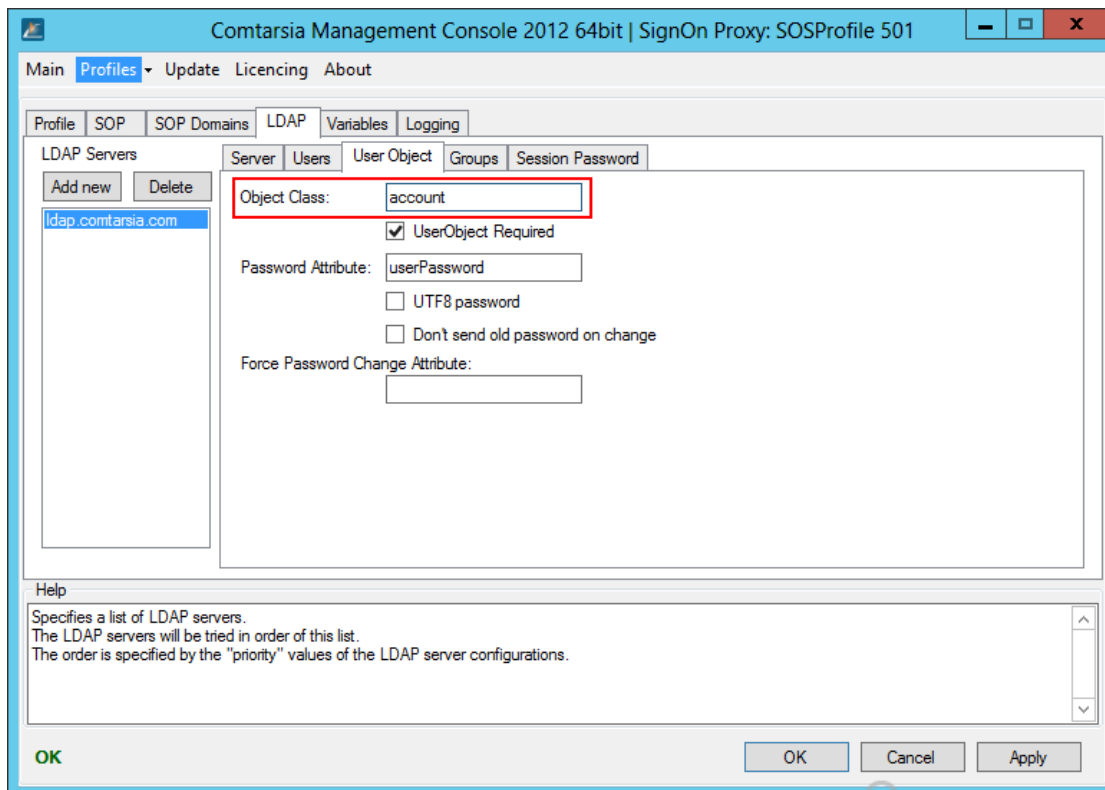 Comtarsia Management Console 2012 64bit | SignOn Proxy: SOSProfile 501
Main Profiles Update Licencing About
Profile SOP SOP Domains LDAP Variables Logging
LDAP Servers
Add new Delete
ldap.comtarsia.com
Server Users User Object Groups Session Password
Object Class: account
UserObject Required
Password Attribute: userPassword
UTF8 password
Don't send old password on change
Force Password Change Attribute:
Help
Specifies a list of LDAP servers.
The LDAP servers will be tried in order of this list.
The order is specified by the "priority" values of the LDAP server configurations.
OK
OK Cancel Apply